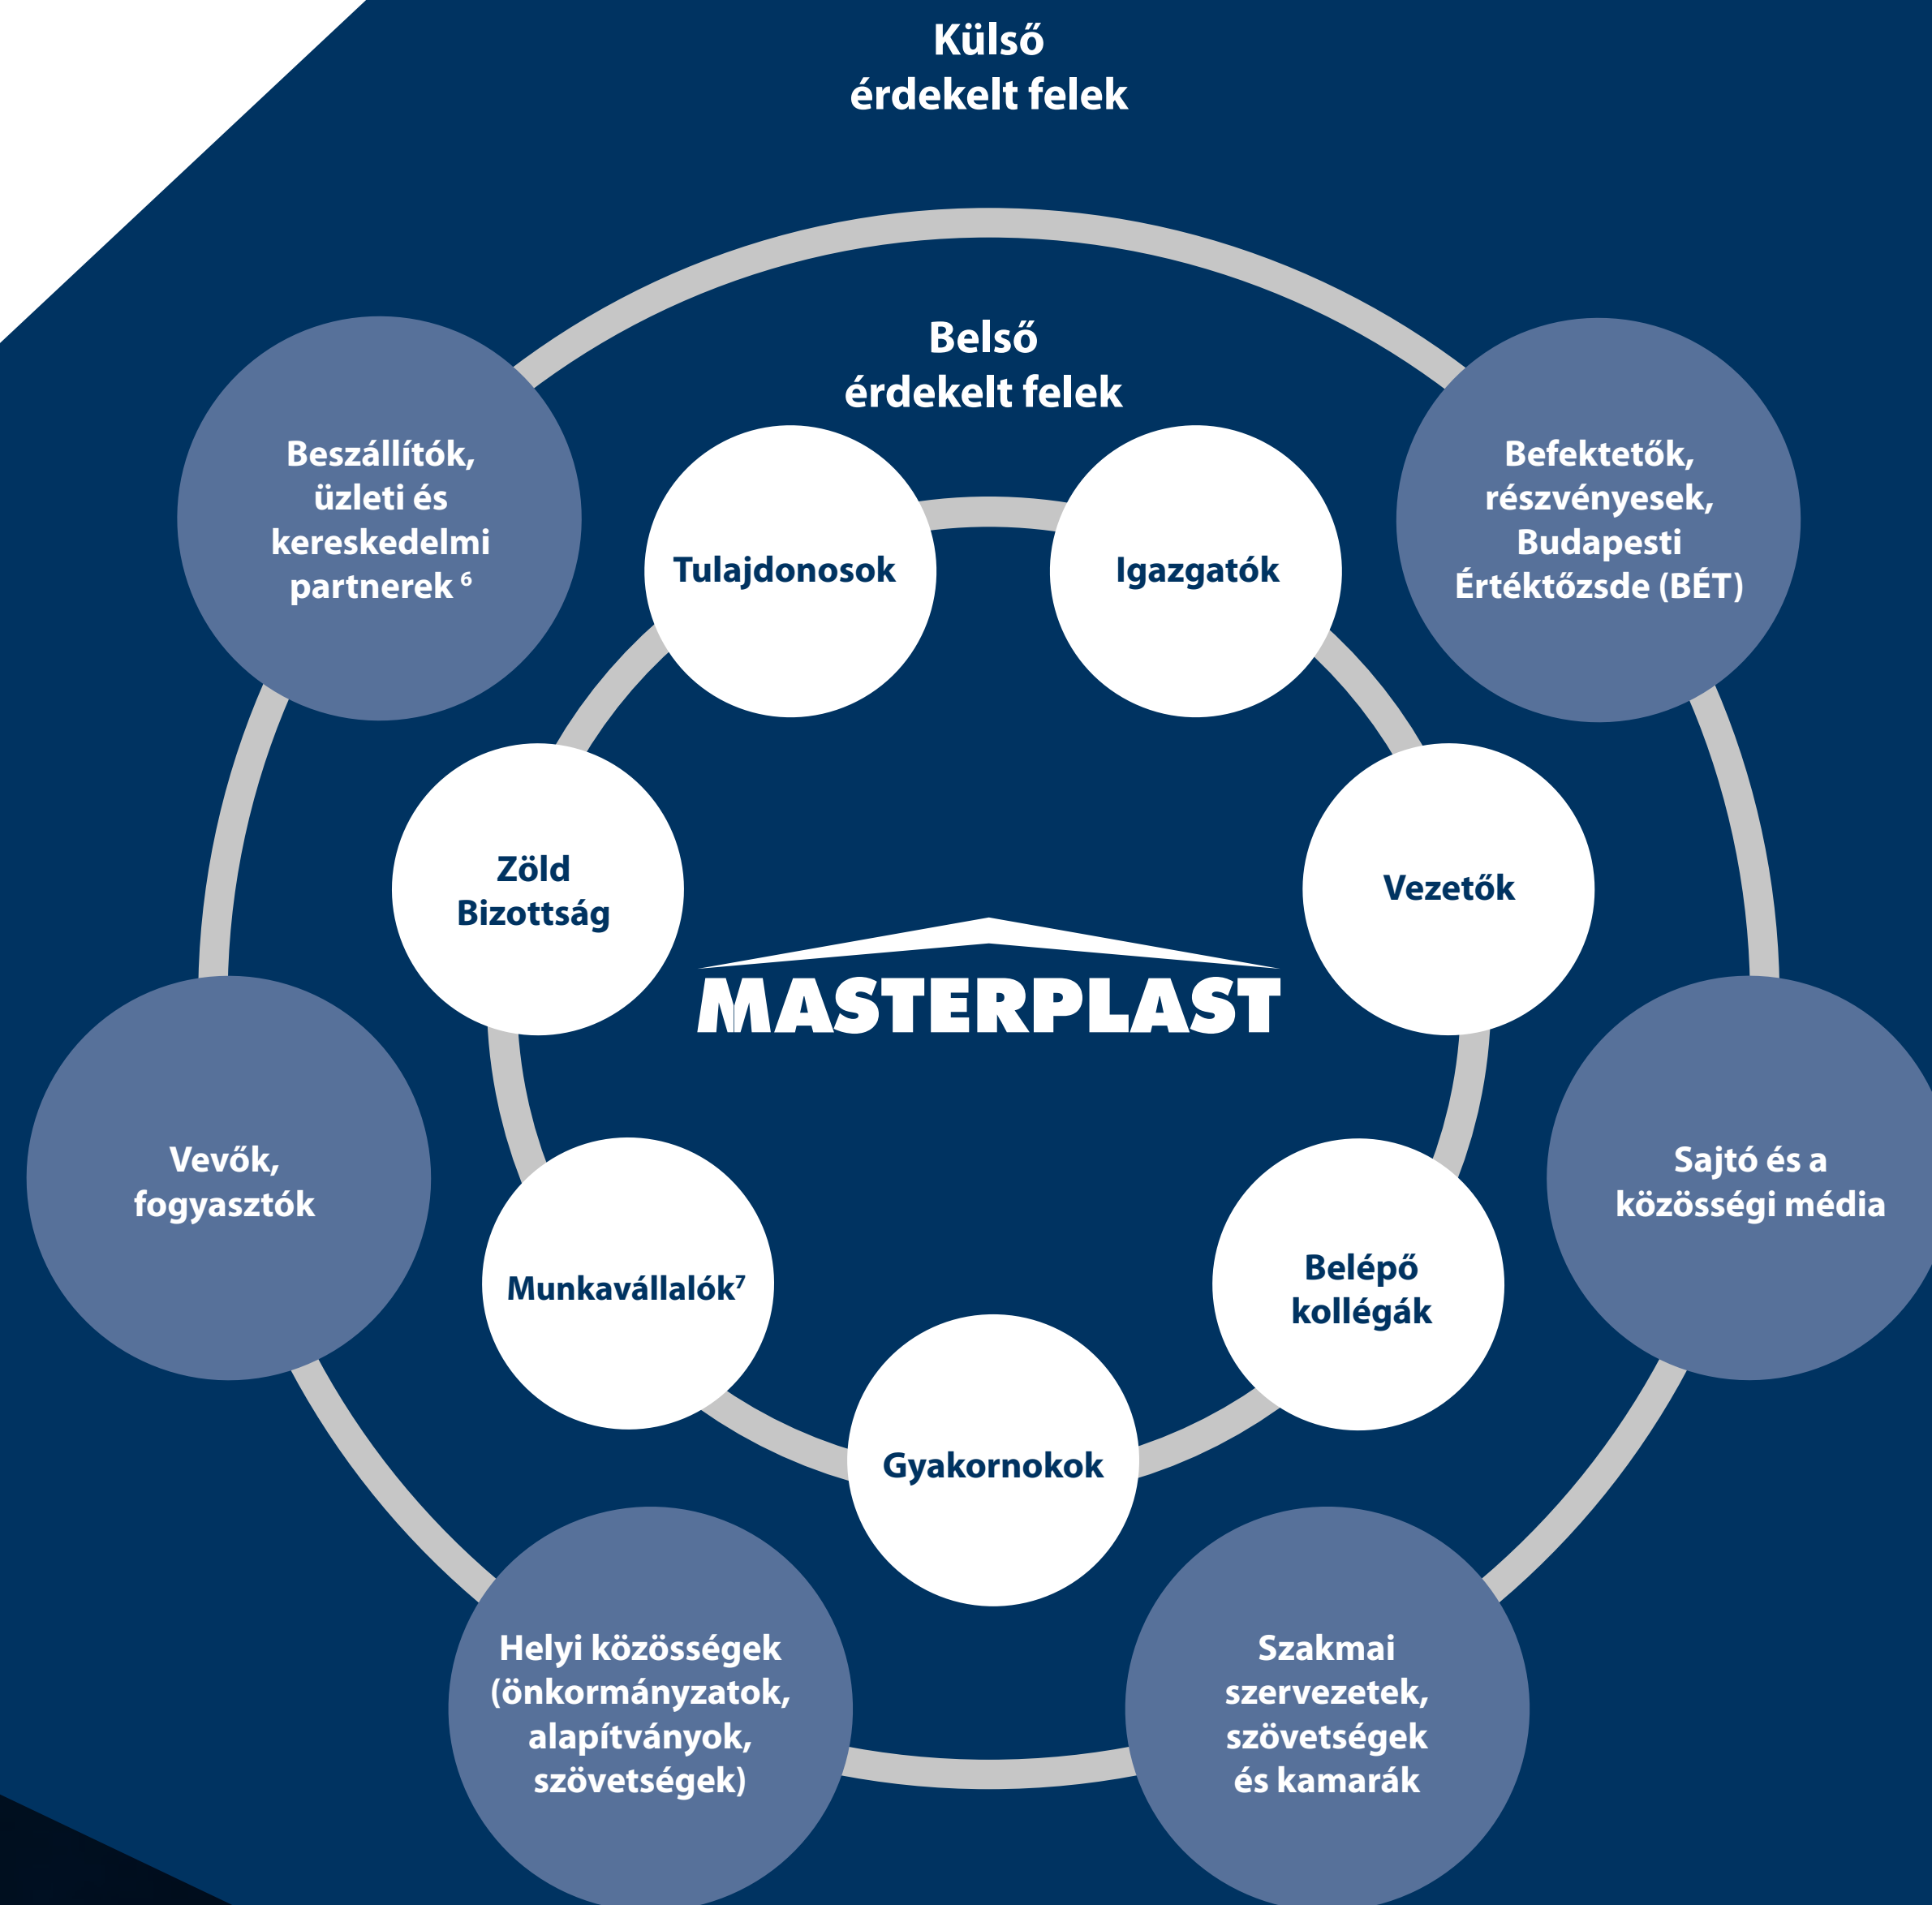 Külső
érdekelt felek
Belső
érdekelt felek
Beszállítók,
üzleti és
kereskedelmi
partnerek 6
Tulajdonosok
Igazgatók
Befektetők,
részvényesek,
Budapesti
Értéktőzsde (BÉT)
Zöld
Bizottság
Vezetők
MASTERPLAST
Vevők,
fogyasztók
Sajtó és a
közösségi média
Munkavállalók7
Belépő
kollégák
Gyakornokok
Helyi közösségek
(önkormányzatok,
alapítványok,
szövetségek)
Szakmai
szervezetek,
szövetségek
és kamarák